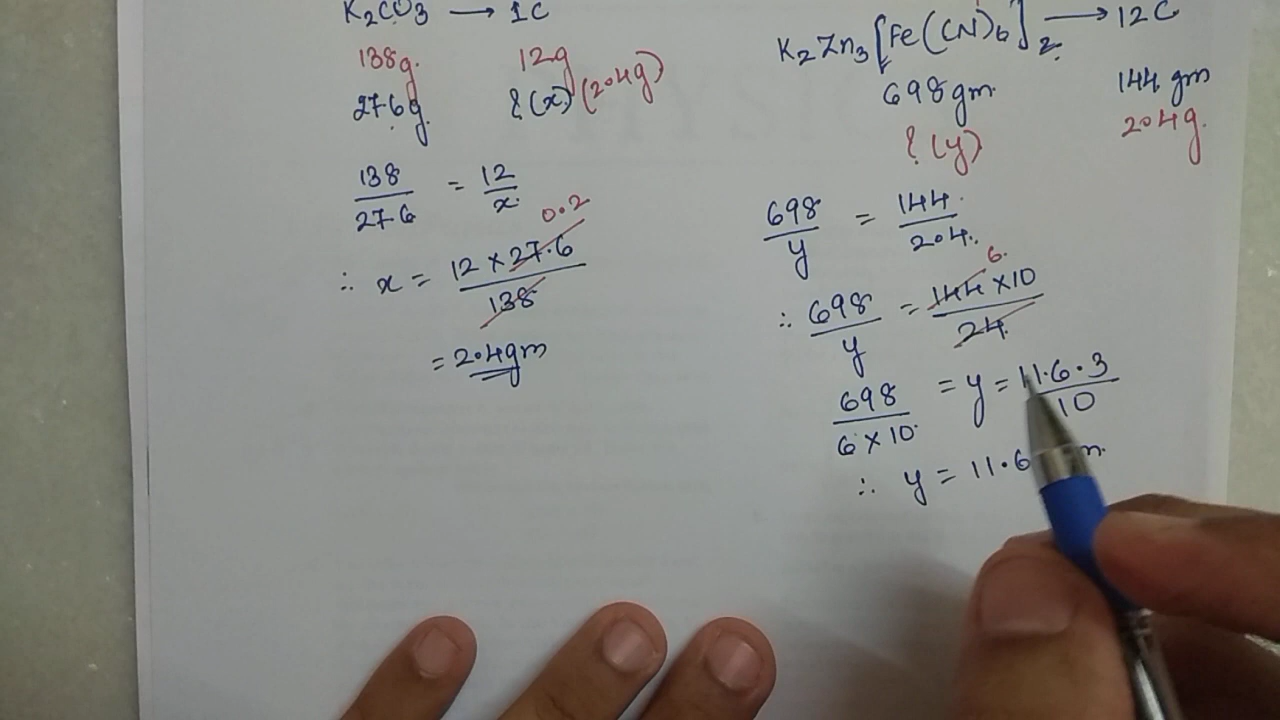 K2CO3 → 1C
138g. 12g
27.6g. ?(x) (2.04g)
138/27.6 = 12/x
0.2
∴ x = 12 × 27.6 / 138
= 2.04gm
K2Zn3[Fe(CN)6]2 → 12C
698gm. 144 gm
?(y) 2.04g.
698/y = 144/2.04.
6.
∴ 698/y = 144 × 10 / 24.
698/6 × 10 = y = 11.6.3/10
∴ y = 11.6